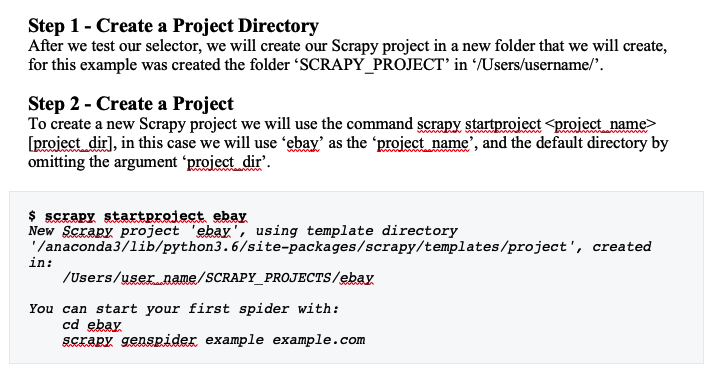 Step 1 - Create a Project Directory
After we test our selector, we will create our Scrapy project in a new folder that we will create,
for this example was created the folder ‘SCRAPY_PROJECT’ in ‘/Users/username/’.
Step 2 - Create a Project
To create a new Scrapy project we will use the command scrapy startproject <project_name>
[project_dir], in this case we will use ‘ebay’ as the ‘project_name’, and the default directory by
omitting the argument ‘project_dir’.
$ scrapy startproject ebay
New Scrapy project 'ebay', using template directory
'/anaconda3/lib/python3.6/site-packages/scrapy/templates/project', created
in:
/Users/user_name/SCRAPY_PROJECTS/ebay
You can start your first spider with:
cd ebay
scrapy genspider example example.com